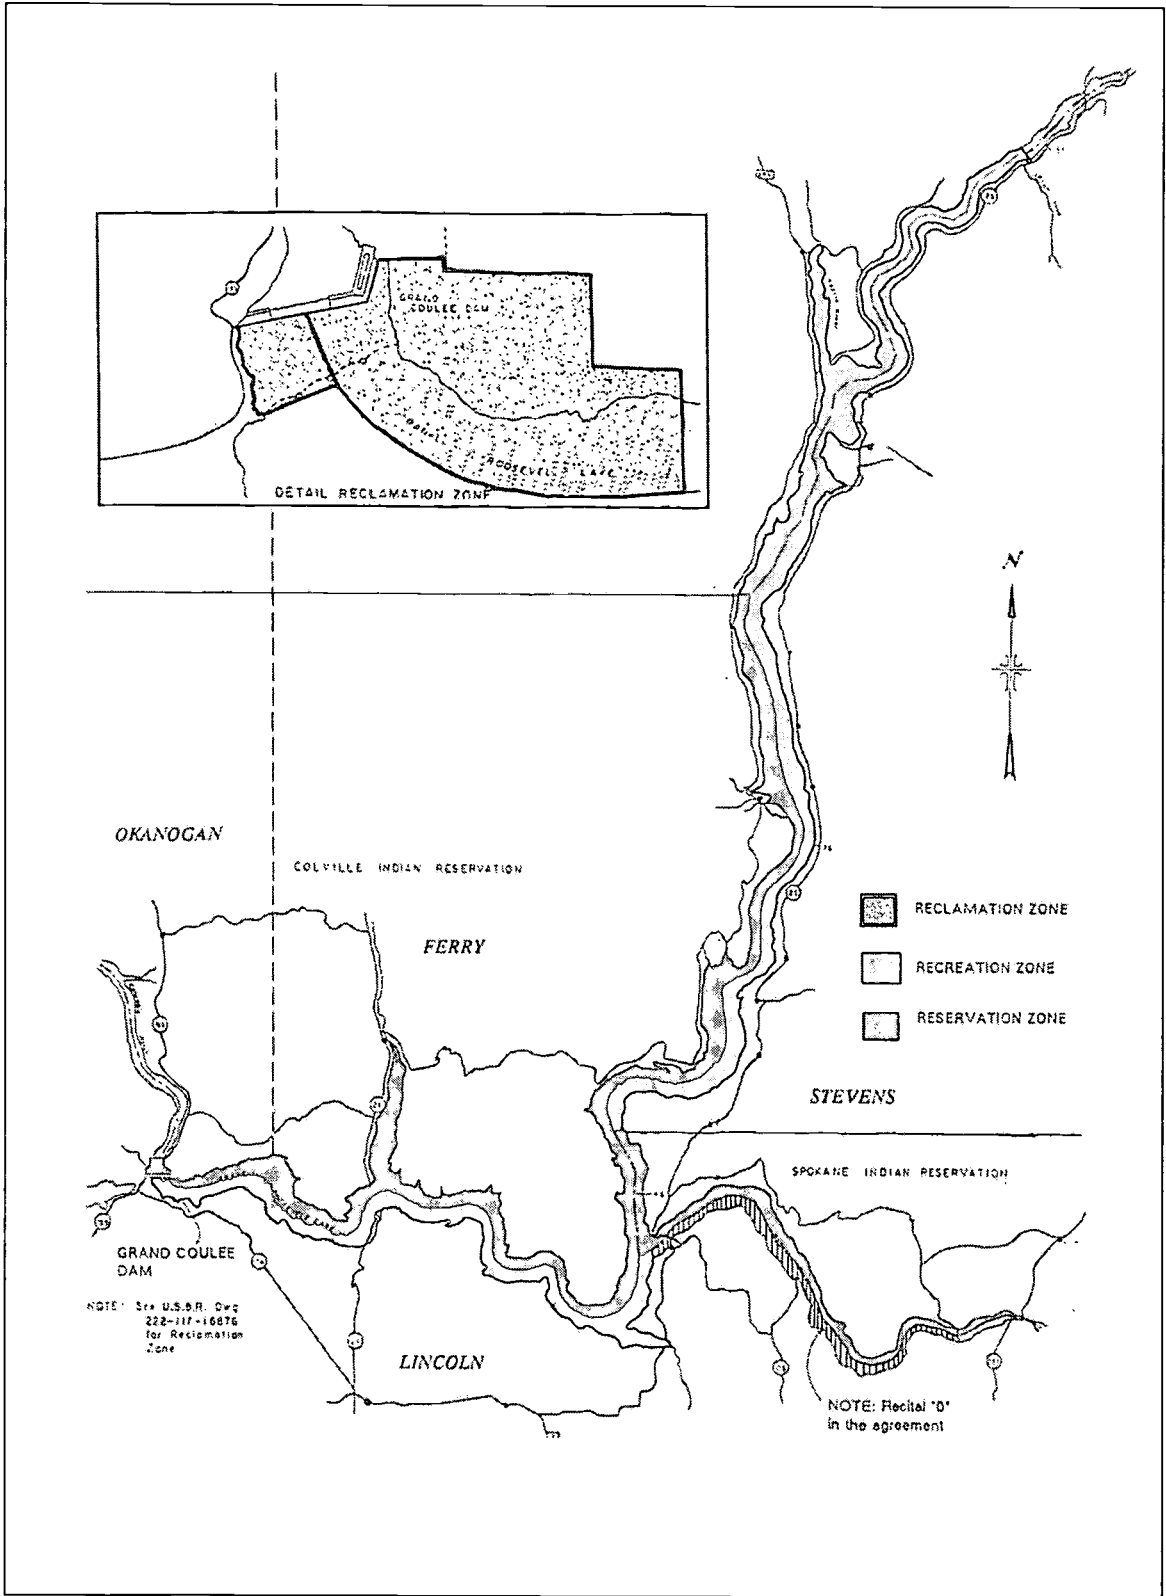 GRAND
COULEE DAM
ROOSEVELT LAKE
DETAIL RECLAMATION ZONE
N
OKANOGAN
COLVILLE INDIAN RESERVATION
FERRY
RECLAMATION ZONE
RECREATION ZONE
RESERVATION ZONE
STEVENS
SPOKANE INDIAN RESERVATION
GRAND COULEE
DAM
NOTE: See U.S.B.R. Dwg
222-117-16876
for Reclamation
Zone
LINCOLN
NOTE: Recital "D"
in the agreement